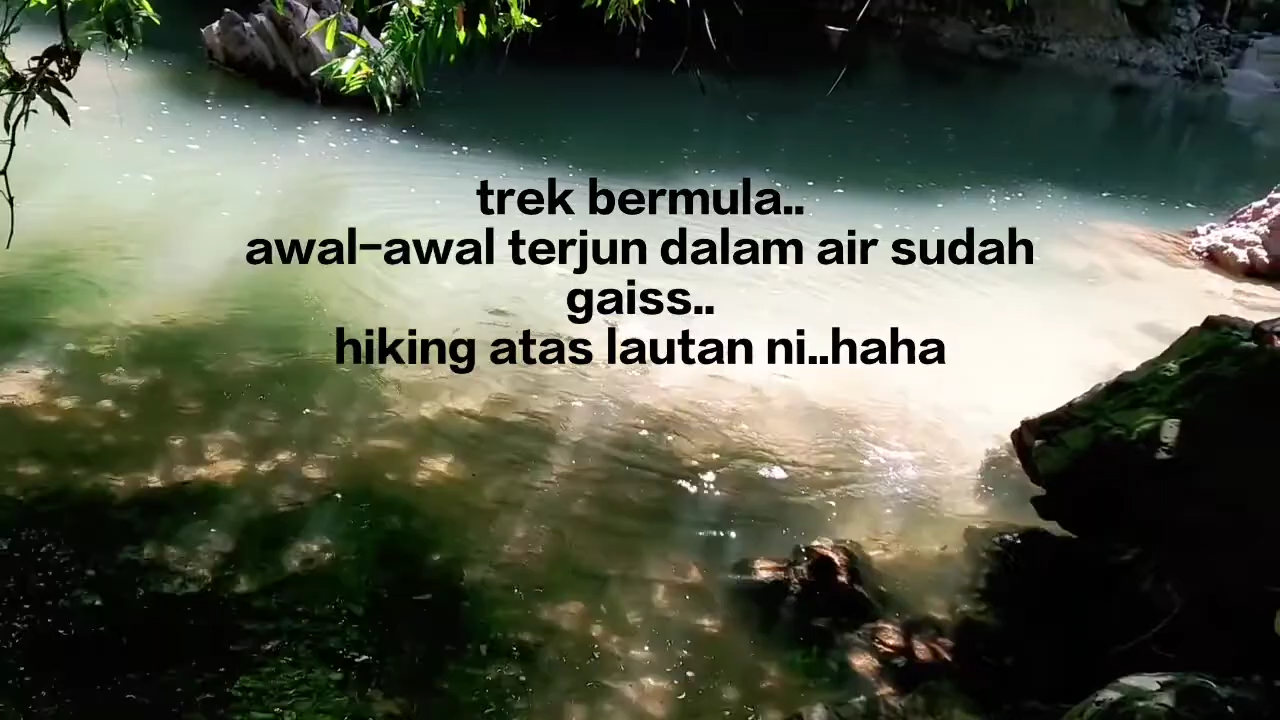 trek bermula..
awal-awal terjun dalam air sudah
gaiss..
hiking atas lautan ni..haha